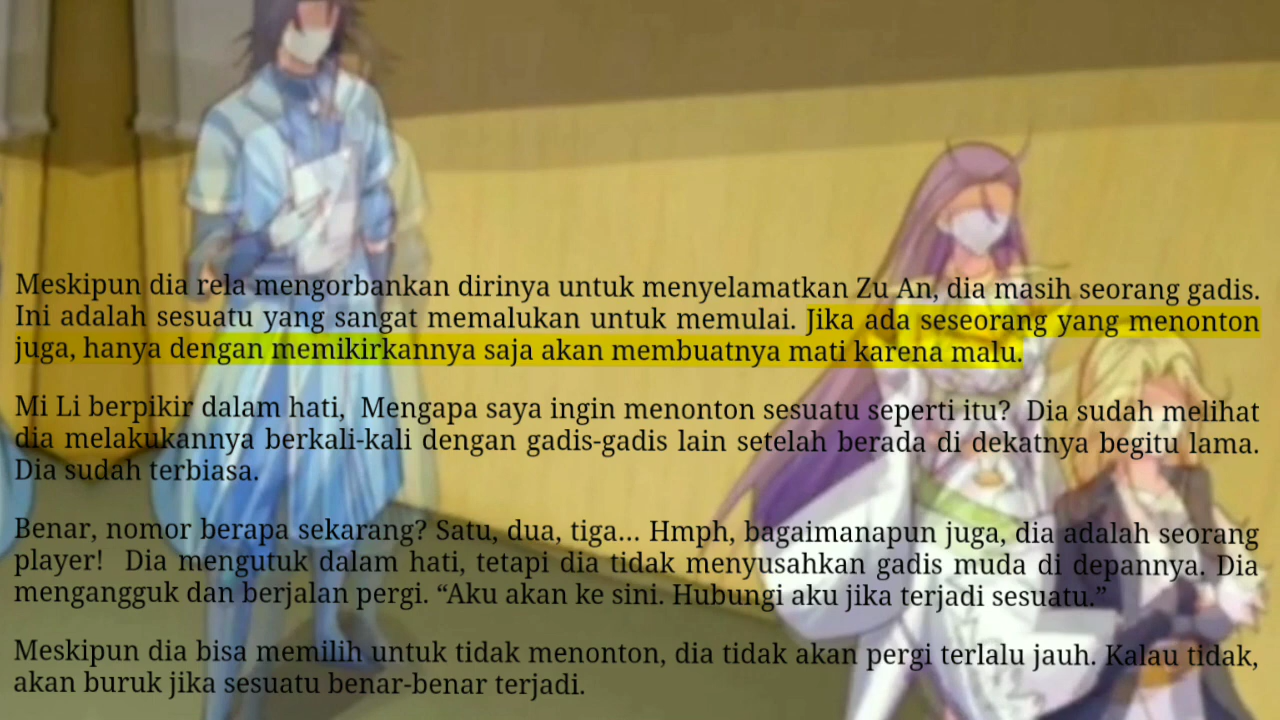 Meskipun dia rela mengorbankan dirinya untuk menyelamatkan Zu An, dia masih seorang gadis.
Ini adalah sesuatu yang sangat memalukan untuk memulai. Jika ada seseorang yang menonton
juga, hanya dengan memikirkannya saja akan membuatnya mati karena malu.
Mi Li berpikir dalam hati, Mengapa saya ingin menonton sesuatu seperti itu? Dia sudah melihat
dia melakukannya berkali-kali dengan gadis-gadis lain setelah berada di dekatnya begitu lama.
Dia sudah terbiasa.
Benar, nomor berapa sekarang? Satu, dua, tiga... Hmph, bagaimanapun juga, dia adalah seorang
player! Dia mengutuk dalam hati, tetapi dia tidak menyusahkan gadis muda di depannya. Dia
mengangguk dan berjalan pergi. “Aku akan ke sini. Hubungi aku jika terjadi sesuatu.”
Meskipun dia bisa memilih untuk tidak menonton, dia tidak akan pergi terlalu jauh. Kalau tidak,
akan buruk jika sesuatu benar-benar terjadi.